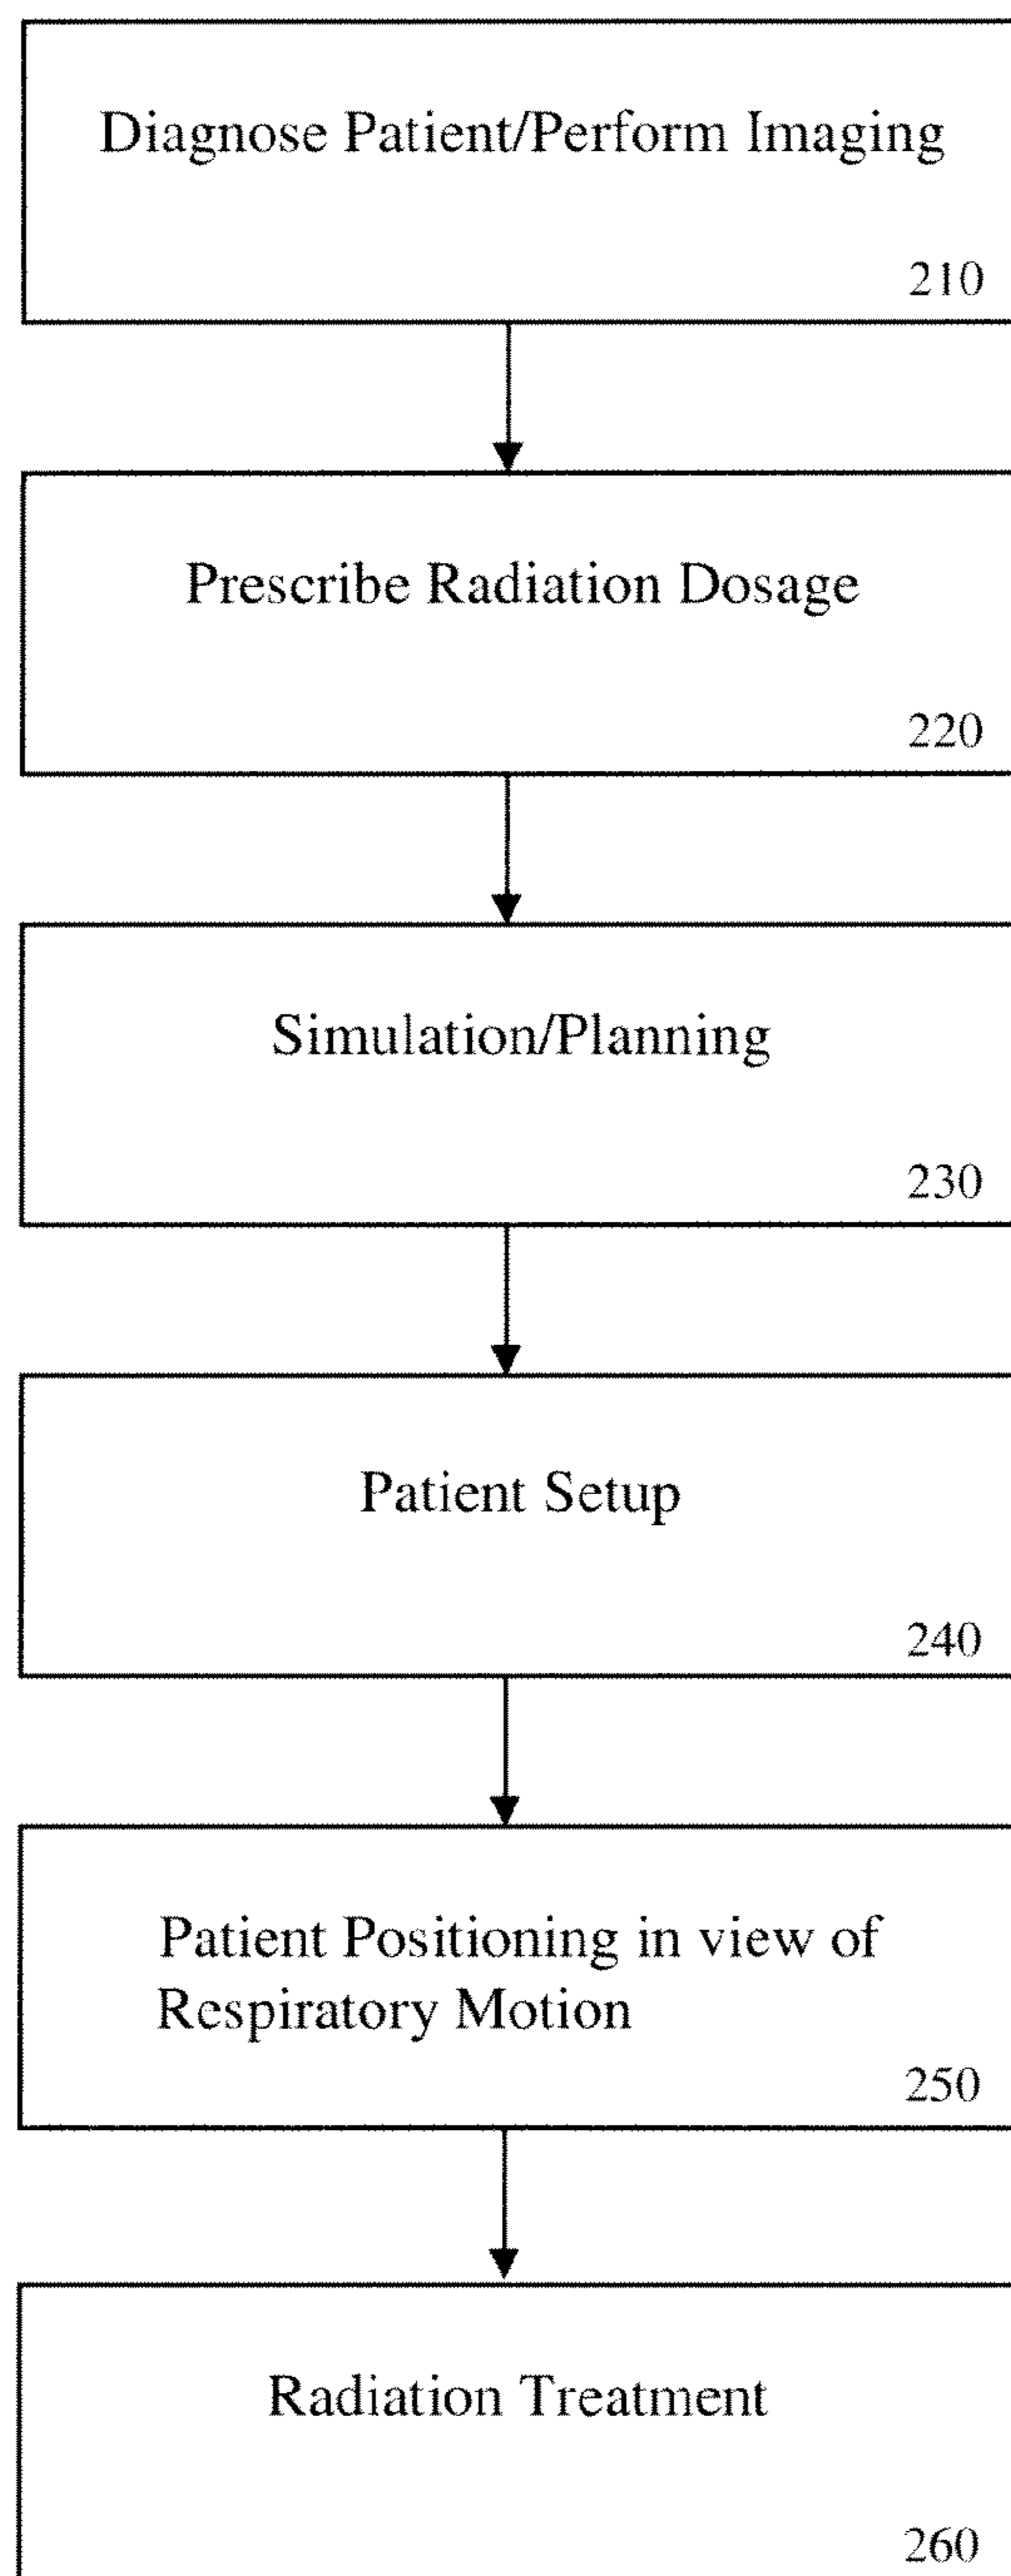 Diagnose Patient/Perform Imaging
210
Prescribe Radiation Dosage
220
Simulation/Planning
230
Patient Setup
240
Patient Positioning in view of
Respiratory Motion
250
Radiation Treatment
260